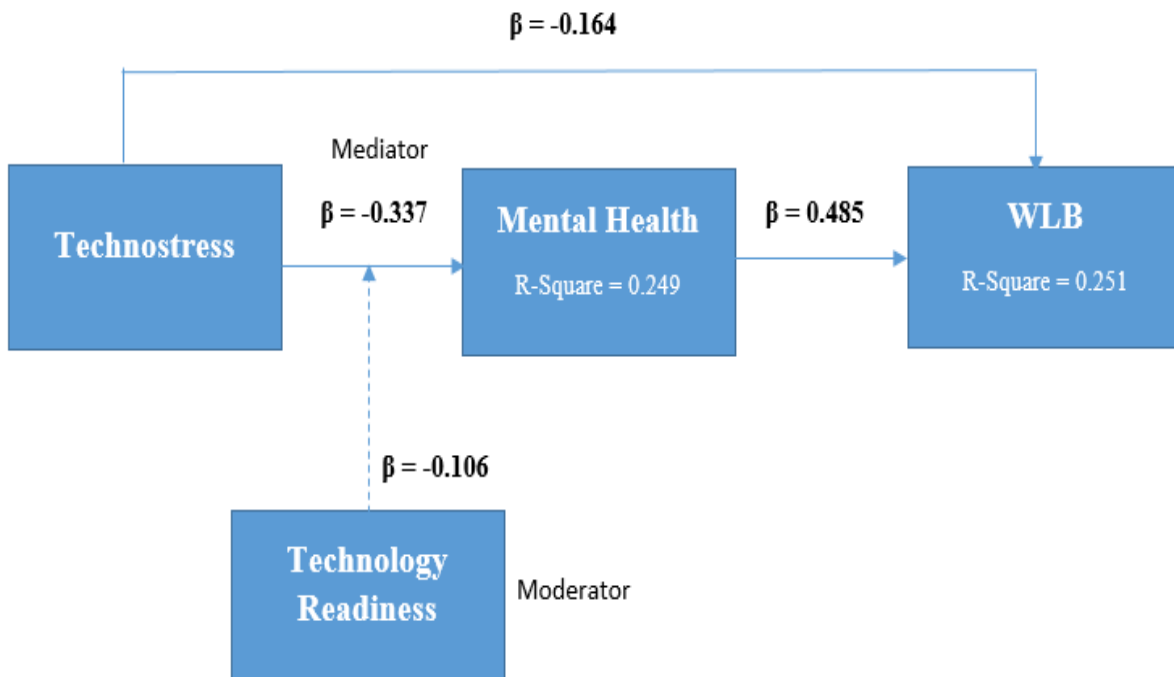 β = -0.164
Mediator
β = -0.337
β = 0.485
Technostress
Mental Health
R-Square = 0.249
WLB
R-Square = 0.251
β = -0.106
Technology
Readiness
Moderator